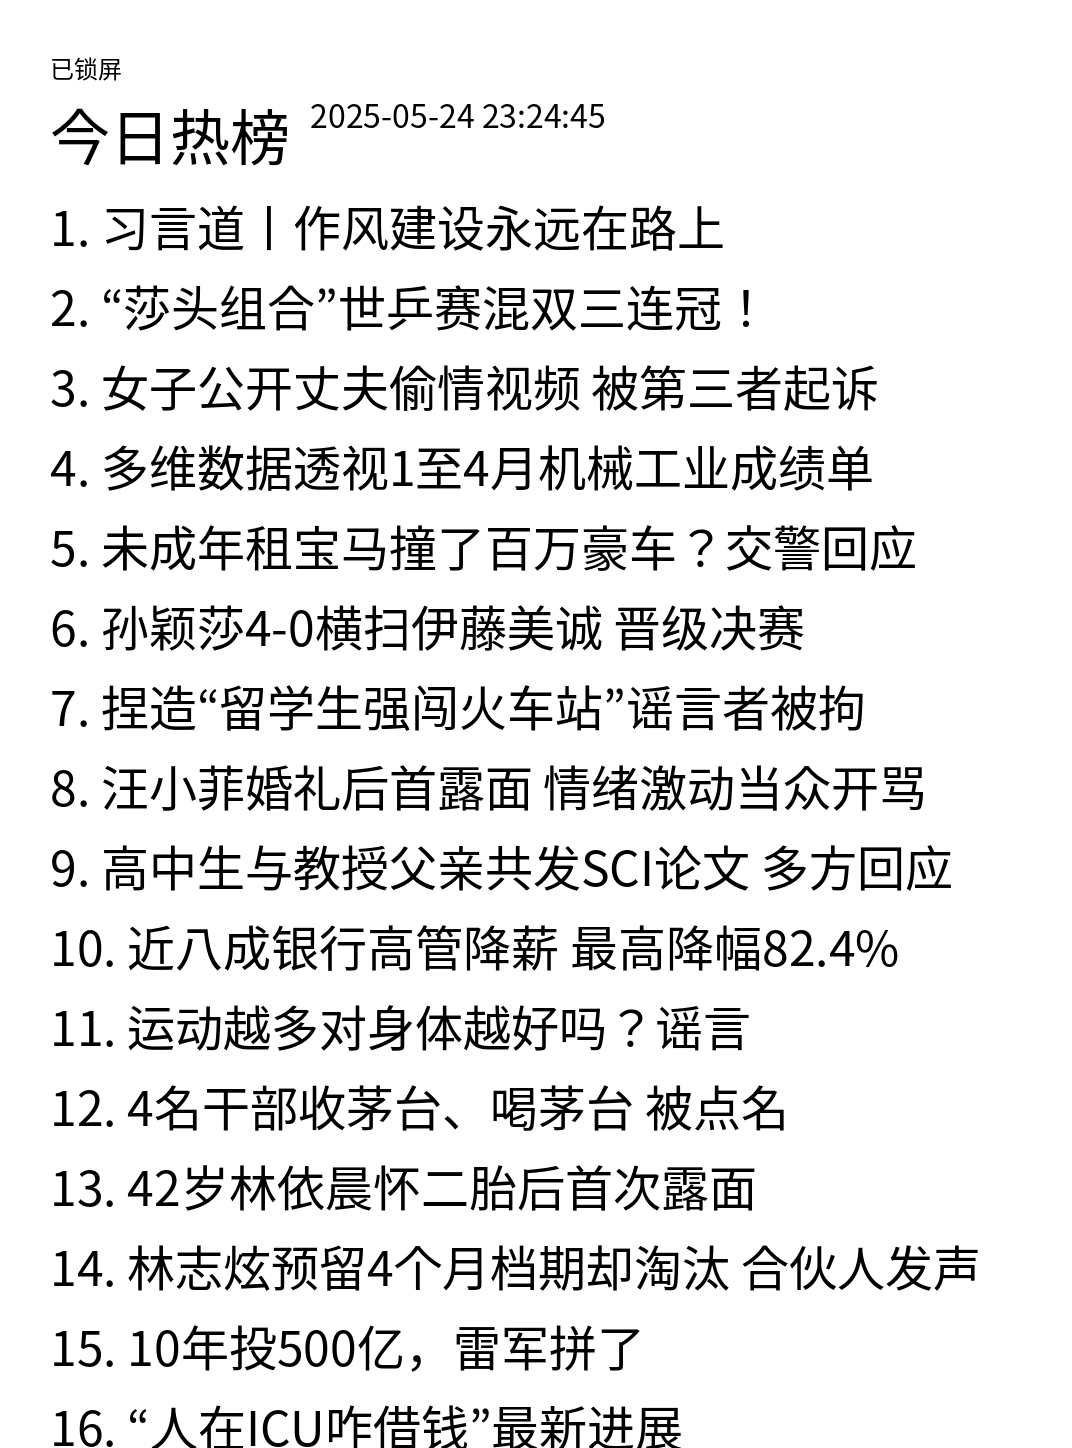 已锁屏
今日热榜 2025-05-24 23:24:45
1. 习言道丨作风建设永远在路上
2. “莎头组合”世乒赛混双三连冠！
3. 女子公开丈夫偷情视频 被第三者起诉
4. 多维数据透视1至4月机械工业成绩单
5. 未成年租宝马撞了百万豪车？交警回应
6. 孙颖莎4-0横扫伊藤美诚 晋级决赛
7. 捏造“留学生强闯火车站”谣言者被拘
8. 汪小菲婚礼后首露面 情绪激动当众开骂
9. 高中生与教授父亲共发SCI论文 多方回应
10. 近八成银行高管降薪 最高降幅82.4%
11. 运动越多对身体越好吗？谣言
12. 4名干部收茅台、喝茅台 被点名
13. 42岁林依晨怀二胎后首次露面
14. 林志炫预留4个月档期却淘汰 合伙人发声
15. 10年投500亿，雷军拼了
16. “人在ICU咋借钱”最新进展